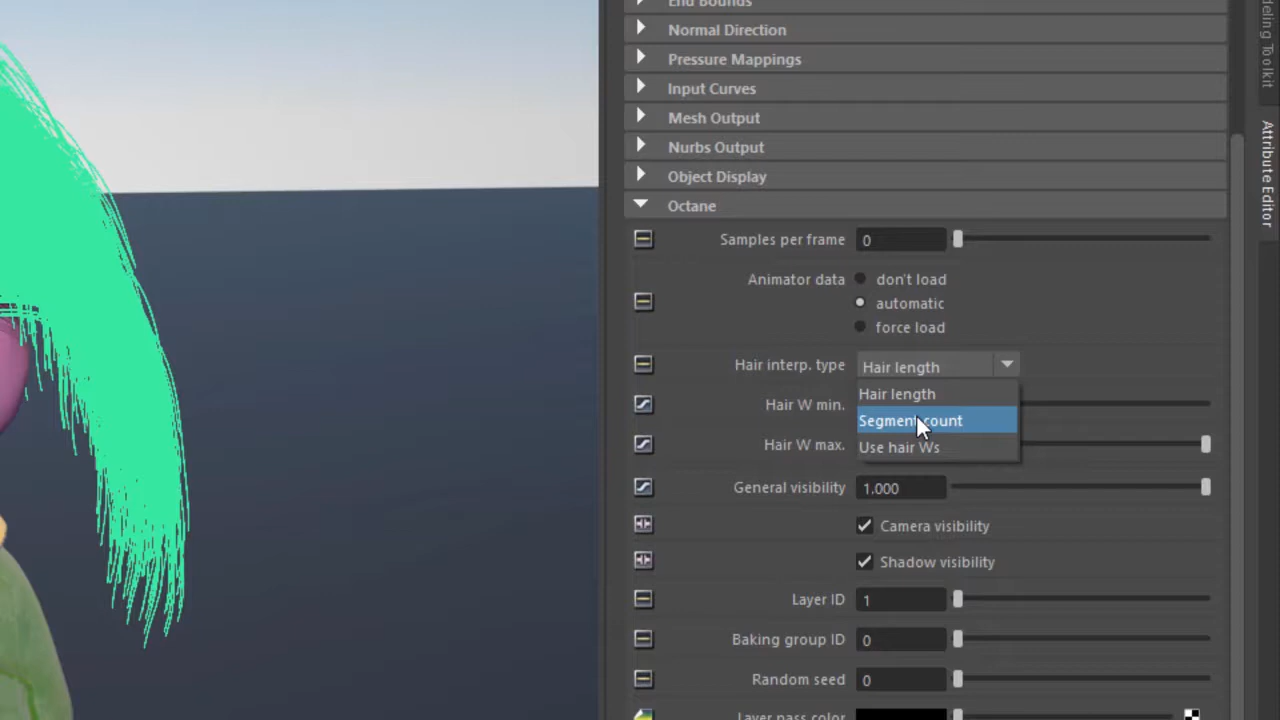 End Bounds
Normal Direction
Pressure Mappings
Input Curves
Mesh Output
Nurbs Output
Object Display
Octane
Samples per frame 0
Animator data don't load
automatic
force load
Hair interp. type Hair length
Hair length
Hair W min.
Segment count
Hair W max.
Use hair Ws
General visibility 1.000
Camera visibility
Shadow visibility
Layer ID 1
Baking group ID 0
Random seed 0
Layer pass color
Toolkit
Attribute Editor